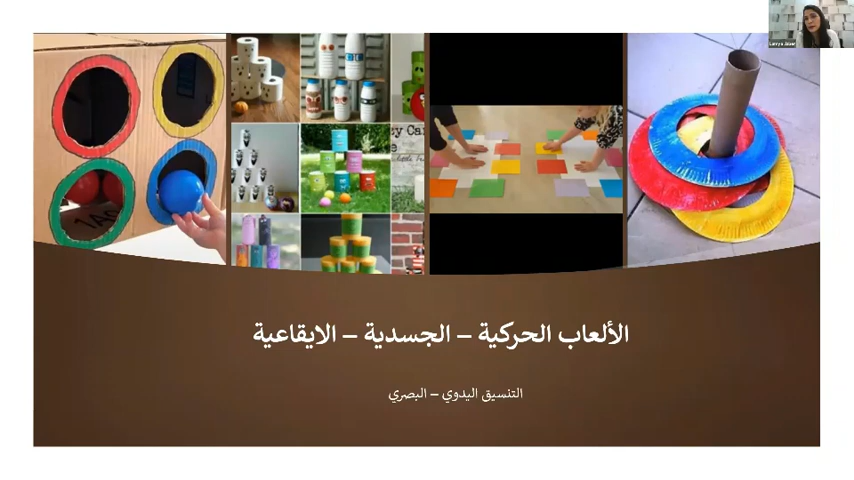 الألعاب الحركية – الجسدية – الايقاعية
التنسيق اليدوي – البصري